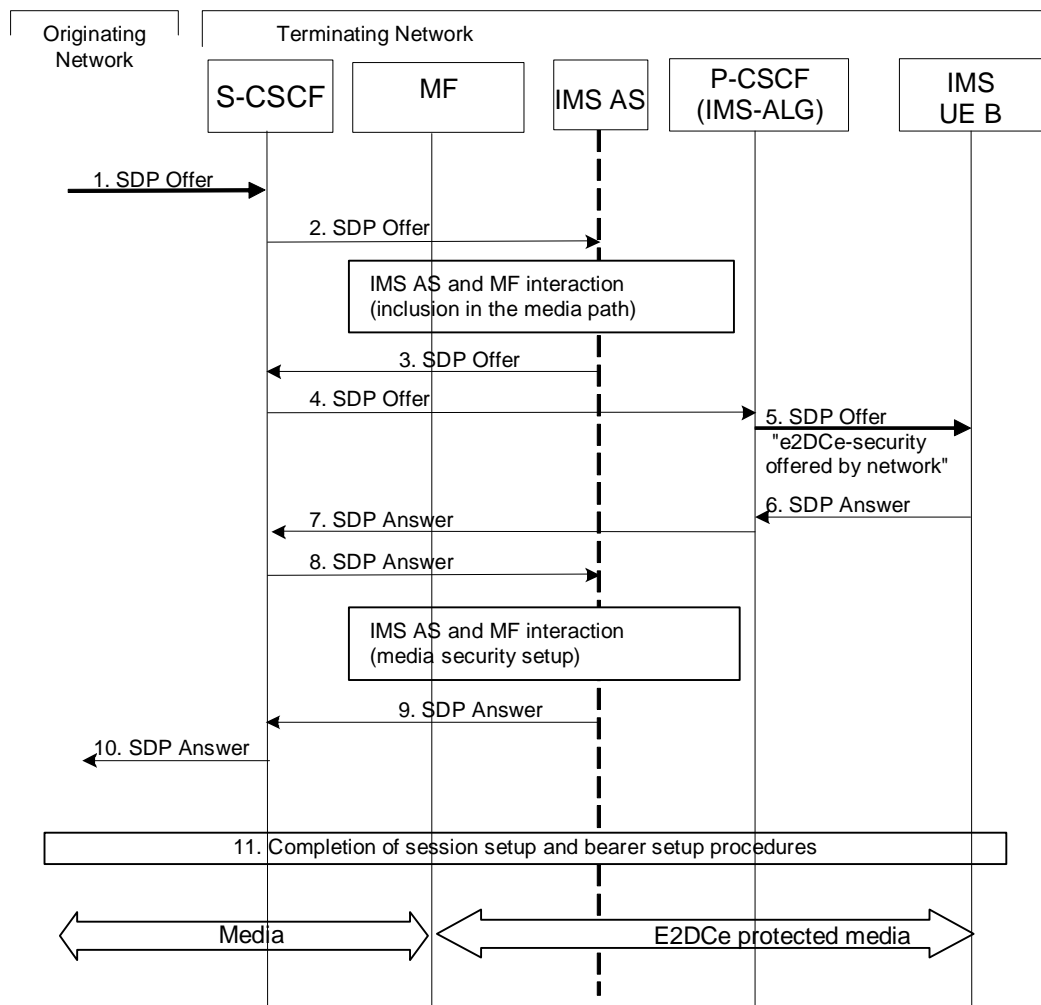 Originating
Network
Terminating Network
S-CSCF
MF
IMS AS
P-CSCF
(IMS-ALG)
IMS
UE B
1. SDP Offer
2. SDP Offer
IMS AS and MF interaction
(inclusion in the media path)
3. SDP Offer
4. SDP Offer
5. SDP Offer
"e2DCe-security
offered by network"
6. SDP Answer
7. SDP Answer
8. SDP Answer
IMS AS and MF interaction
(media security setup)
9. SDP Answer
10. SDP Answer
11. Completion of session setup and bearer setup procedures
Media
E2DCe protected media